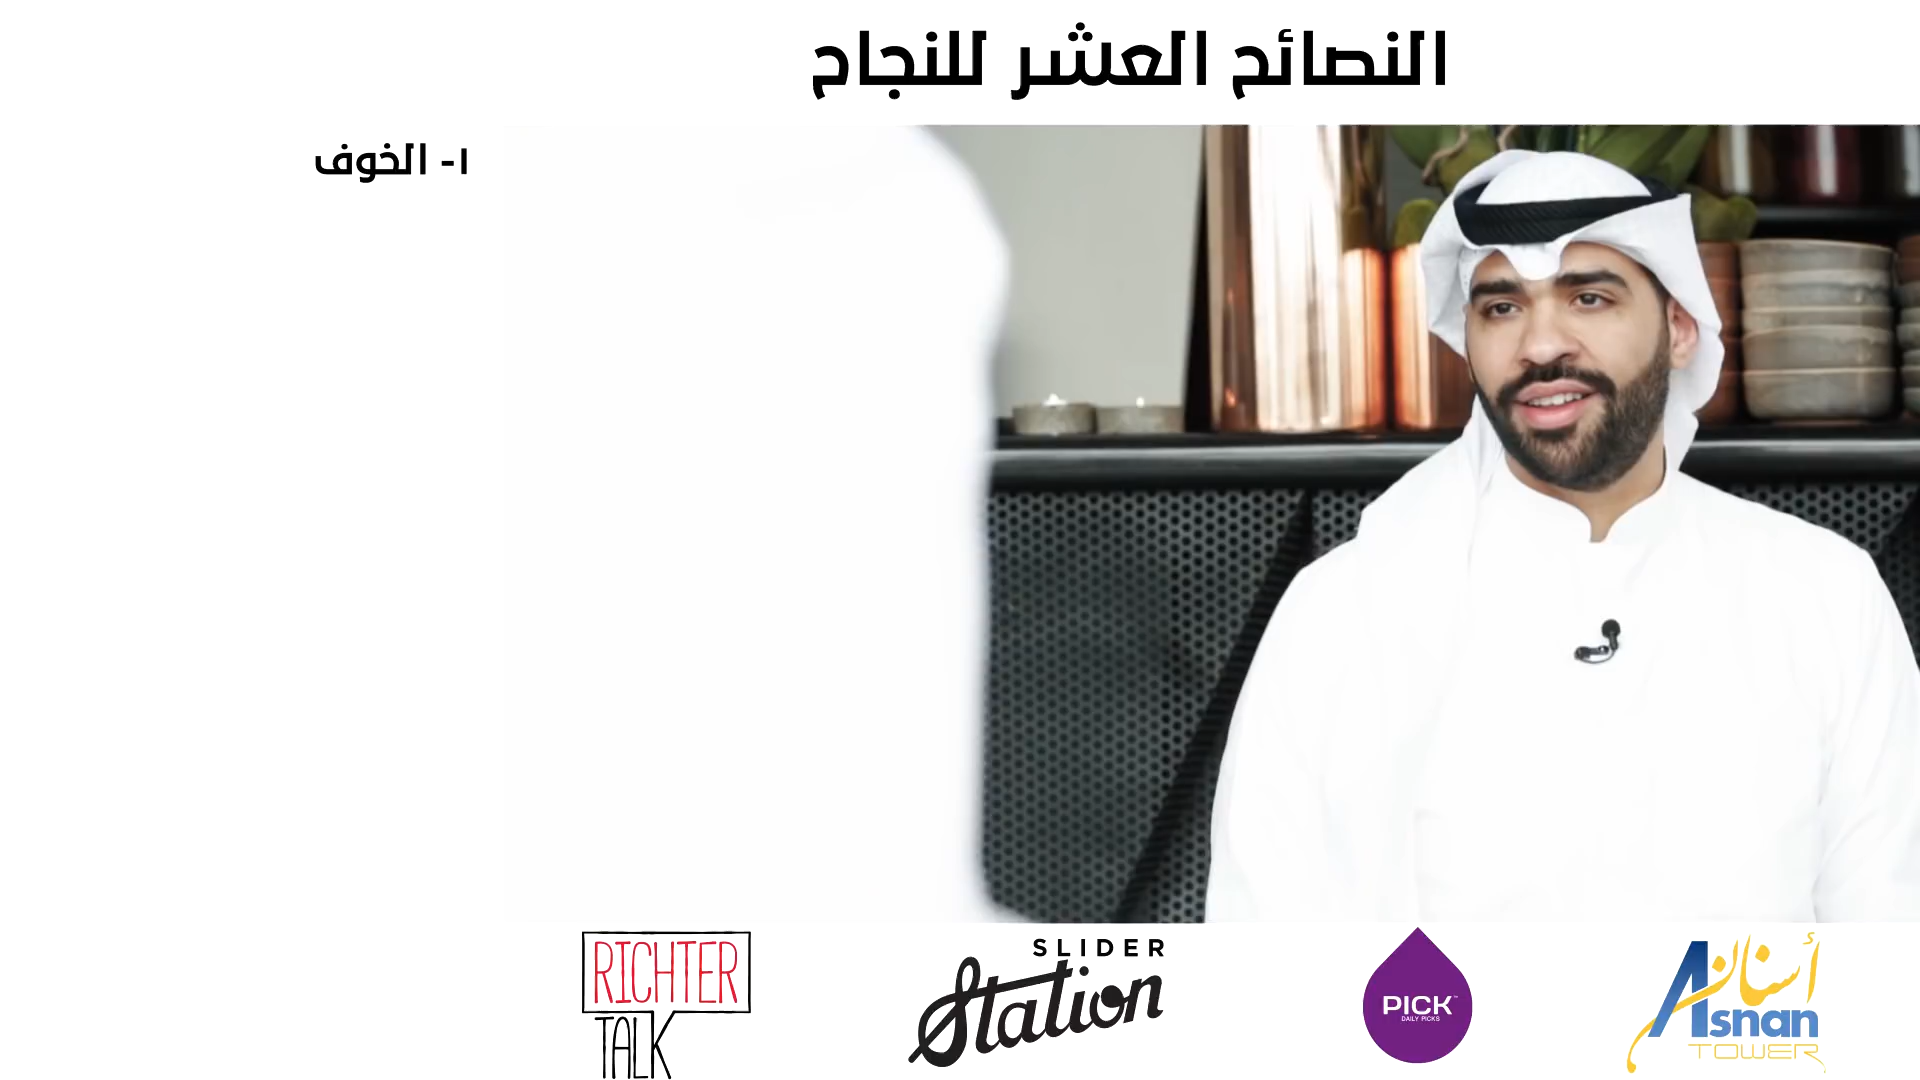 النصائح العشر للنجاح
١- الخوف
RICHTER
TALK
SLIDER
Station
PICK
DAILY PICKS
أسنان
Asnan
TOWER